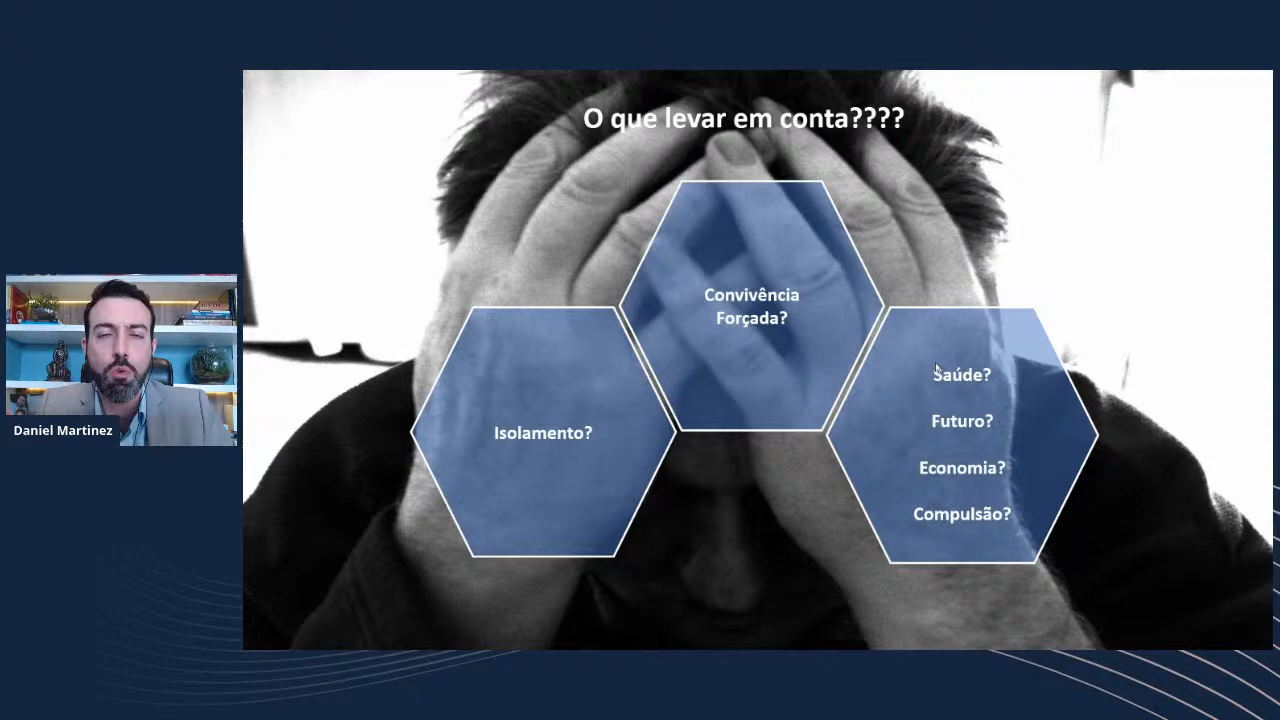 O que levar em conta????
Convivência
Forçada?
Isolamento?
Saúde?
Futuro?
Economia?
Compulsão?
Daniel Martinez